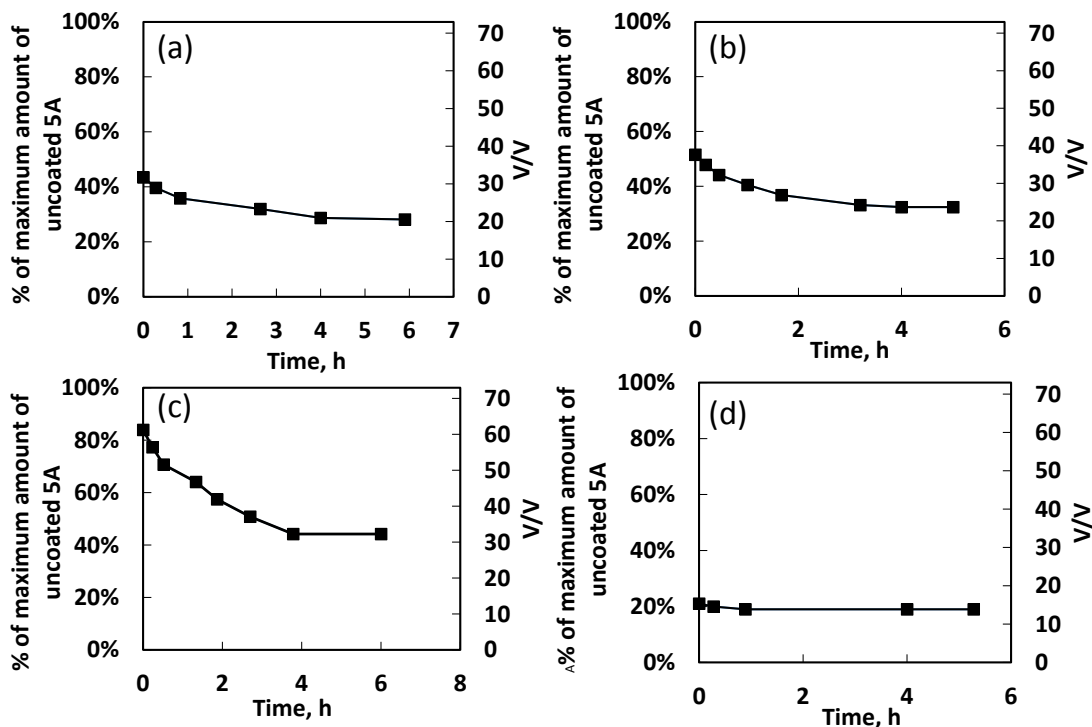 % of maximum amount of
uncoated 5A
100%
80%
60%
40%
20%
0%
(a)
70
60
50
40
30
20
10
0
V/V
0 1 2 3 4 5 6 7
Time, h
% of maximum amount of
uncoated 5A
100%
80%
60%
40%
20%
0%
(b)
70
60
50
40
30
20
10
0
V/V
0 2 4 6
Time, h
% of maximum amount of
uncoated 5A
100%
80%
60%
40%
20%
0%
(c)
70
60
50
40
30
20
10
0
V/V
0 2 4 6 8
Time, h
A% of maximum amount of
uncoated 5A
100%
80%
60%
40%
20%
0%
(d)
70
60
50
40
30
20
10
0
V/V
0 2 4 6
Time, h